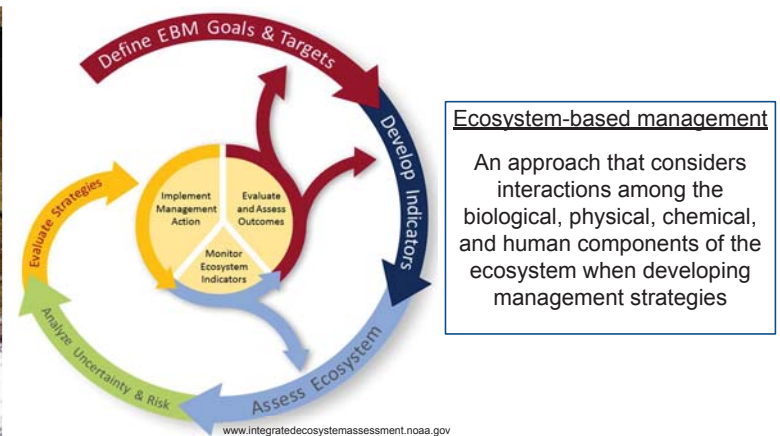 Define EBM Goals & Targets
Develop Indicators
Assess Ecosystem
Analyze Uncertainty & Risk
Evaluate Strategies
Implement
Management
Action
Evaluate
and Assess
Outcomes
Monitor
Ecosystem
Indicators
www.integratedecosystemassessment.noaa.gov
Ecosystem-based management
An approach that considers
interactions among the
biological, physical, chemical,
and human components of the
ecosystem when developing
management strategies